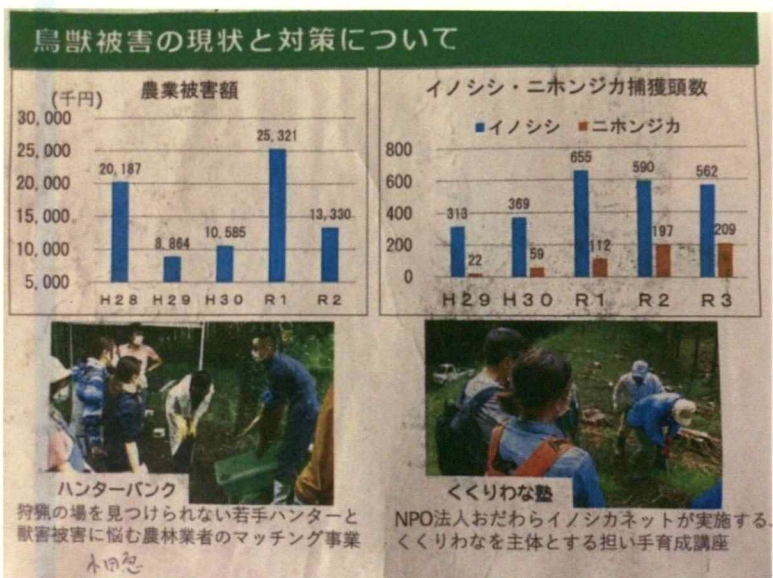 鳥獣被害の現状と対策について
農業被害額
(千円)
30,000
25,000
20,000
15,000
10,000
5,000
20,187
8,864
10,585
25,321
13,330
H28 H29 H30 R1 R2
イノシシ・ニホンジカ捕獲頭数
■イノシシ ■ニホンジカ
800
600
400
200
0
313
22
369
59
655
112
590
197
562
209
H29 H30 R1 R2 R3
ハンターバンク
狩猟の場を見つけられない若手ハンターと
獣害被害に悩む農林業者のマッチング事業
くくりわな塾
NPO法人おだわらイノシカネットが実施する、
くくりわなを主体とする担い手育成講座